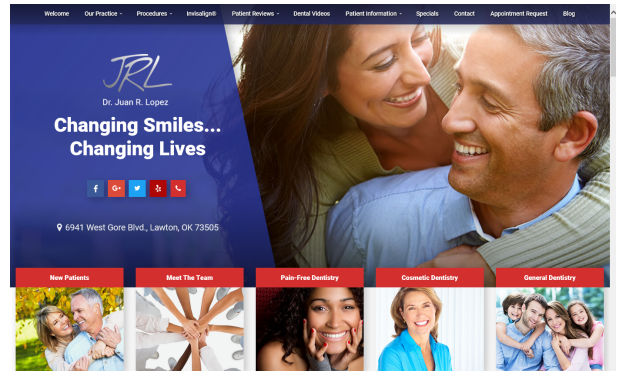 Welcome
Our Practice
Procedures
Invisalign®
Patient Reviews
Dental Videos
Patient Information
Specials
Contact
Appointment Request
Blog
JRL
Dr. Juan R. Lopez
Changing Smiles...
Changing Lives
f
G+
6941 West Gore Blvd., Lawton, OK 73505
New Patients
Meet The Team
Pain-Free Dentistry
Cosmetic Dentistry
General Dentistry